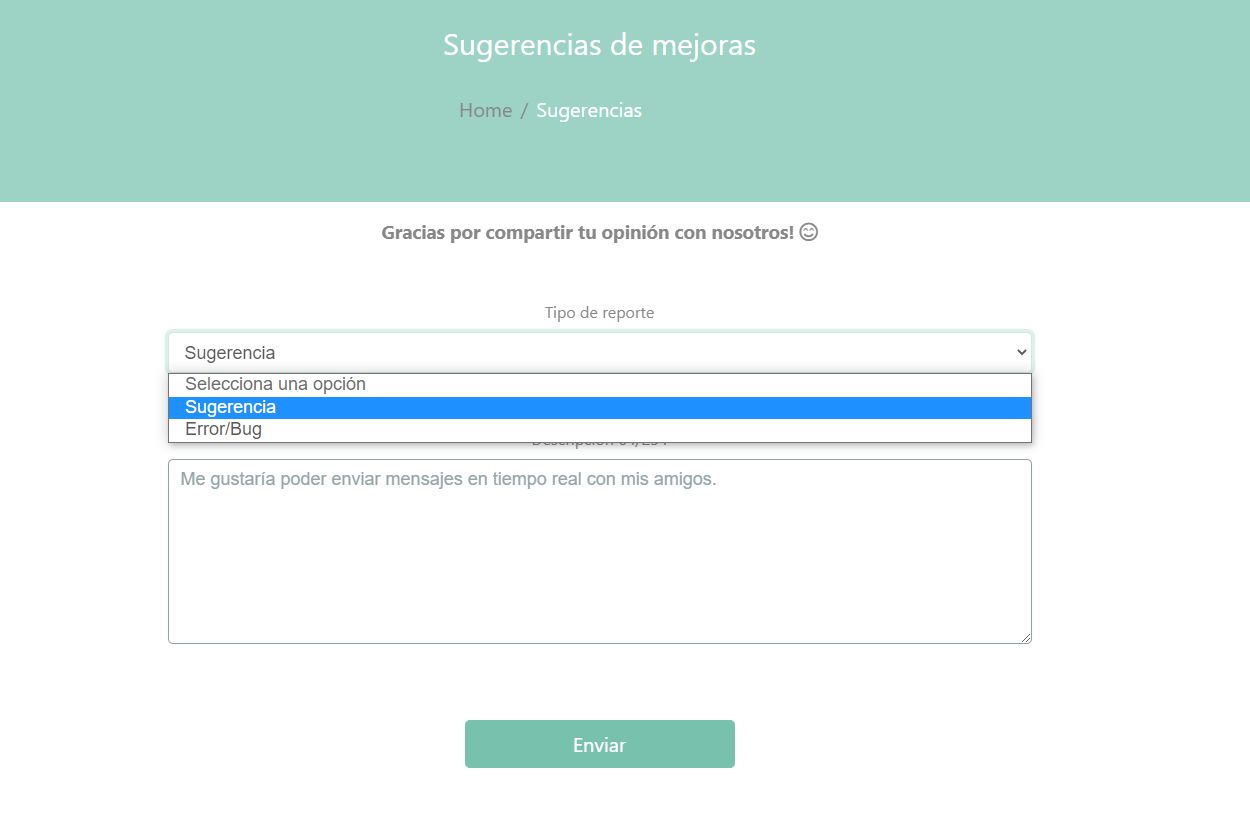 Sugerencias de mejoras
Home / Sugerencias
Gracias por compartir tu opinión con nosotros!
Tipo de reporte
Sugerencia
Selecciona una opción
Sugerencia
Error/Bug
Descripción
Me gustaría poder enviar mensajes en tiempo real con mis amigos.
Enviar